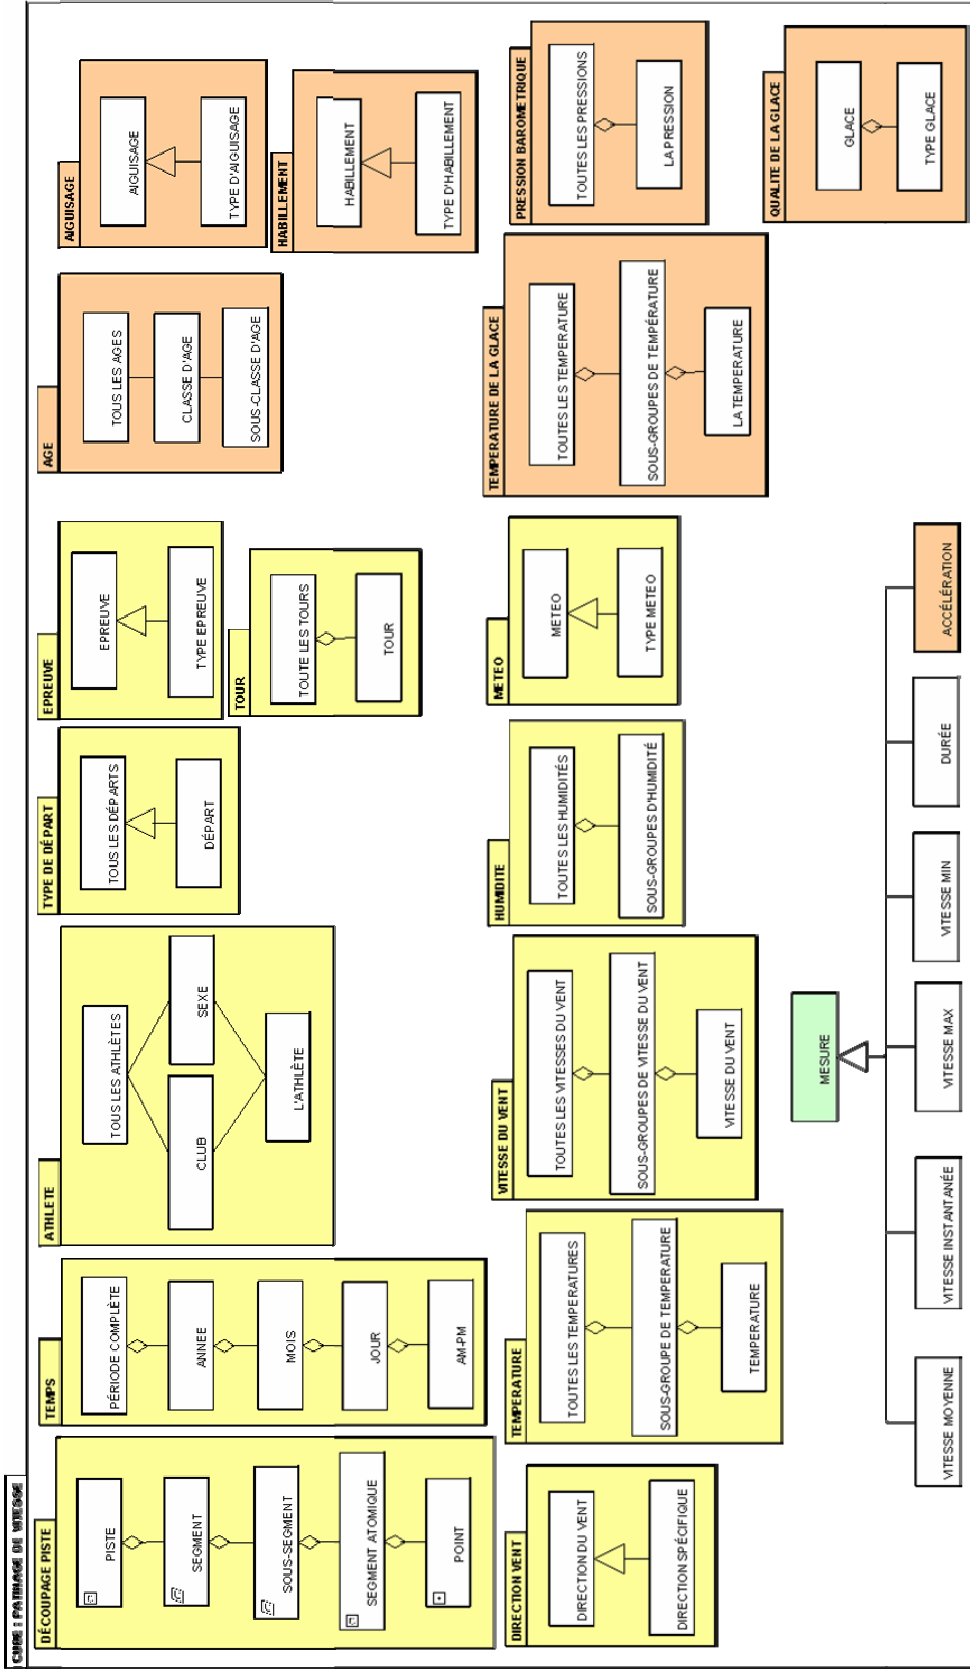 CUBE : PATINAGE DE VITESSE
DÉCOUPAGE PISTE
PISTE
SEGMENT
SOUS-SEGMENT
SEGMENT ATOMIQUE
POINT
TEMPS
PÉRIODE COMPLÈTE
ANNEE
MOIS
JOUR
AM-PM
ATHLETE
TOUS LES ATHLÈTES
CLUB
SEXE
L'ATHLÈTE
TYPE DE DÉPART
TOUS LES DÉPARTS
DÉPART
EPREUVE
EPREUVE
TYPE EPREUVE
TOUR
TOUTE LES TOURS
TOUR
AGE
TOUS LES AGES
CLASSE D'AGE
SOUS-CLASSE D'AGE
AIGUISAGE
AIGUISAGE
TYPE D'AIGUISAGE
HABILLEMENT
HABILLEMENT
TYPE D'HABILLEMENT
DIRECTION VENT
DIRECTION DU VENT
DIRECTION SPÉCIFIQUE
TEMPERATURE
TOUTES LES TEMPERATURES
SOUS-GROUPE DE TEMPERATURE
TEMPERATURE
VITESSE DU VENT
TOUTES LES VITESSES DU VENT
SOUS-GROUPES DE VITESSE DU VENT
VITESSE DU VENT
HUMIDITE
TOUTES LES HUMIDITÉS
SOUS-GROUPES D'HUMIDITÉ
METEO
METEO
TYPE METEO
TEMPERATURE DE LA GLACE
TOUTES LES TEMPERATURE
SOUS-GROUPES DE TEMPÉRATURE
LA TEMPERATURE
PRESSION BAROMETRIQUE
TOUTES LES PRESSIONS
LA PRESSION
QUALITE DE LA GLACE
GLACE
TYPE GLACE
MESURE
VITESSE MOYENNE
VITESSE INSTANTANÉE
VITESSE MAX
VITESSE MIN
DURÉE
ACCÉLÉRATION